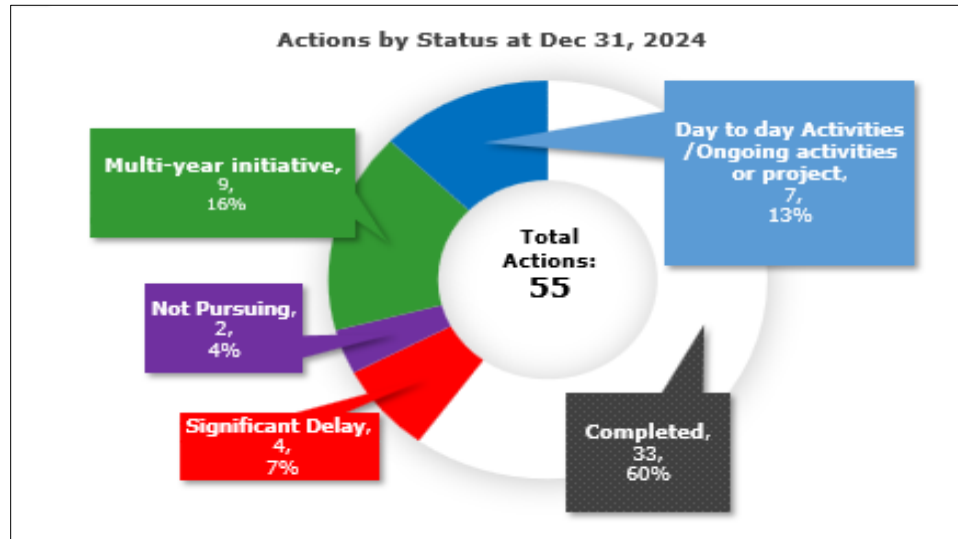 Actions by Status at Dec 31, 2024
Day to day Activities
/Ongoing activities
or project,
7,
13%
Multi-year initiative,
9,
16%
Total
Actions:
55
Not Pursuing,
2,
4%
Significant Delay,
4,
7%
Completed,
33,
60%